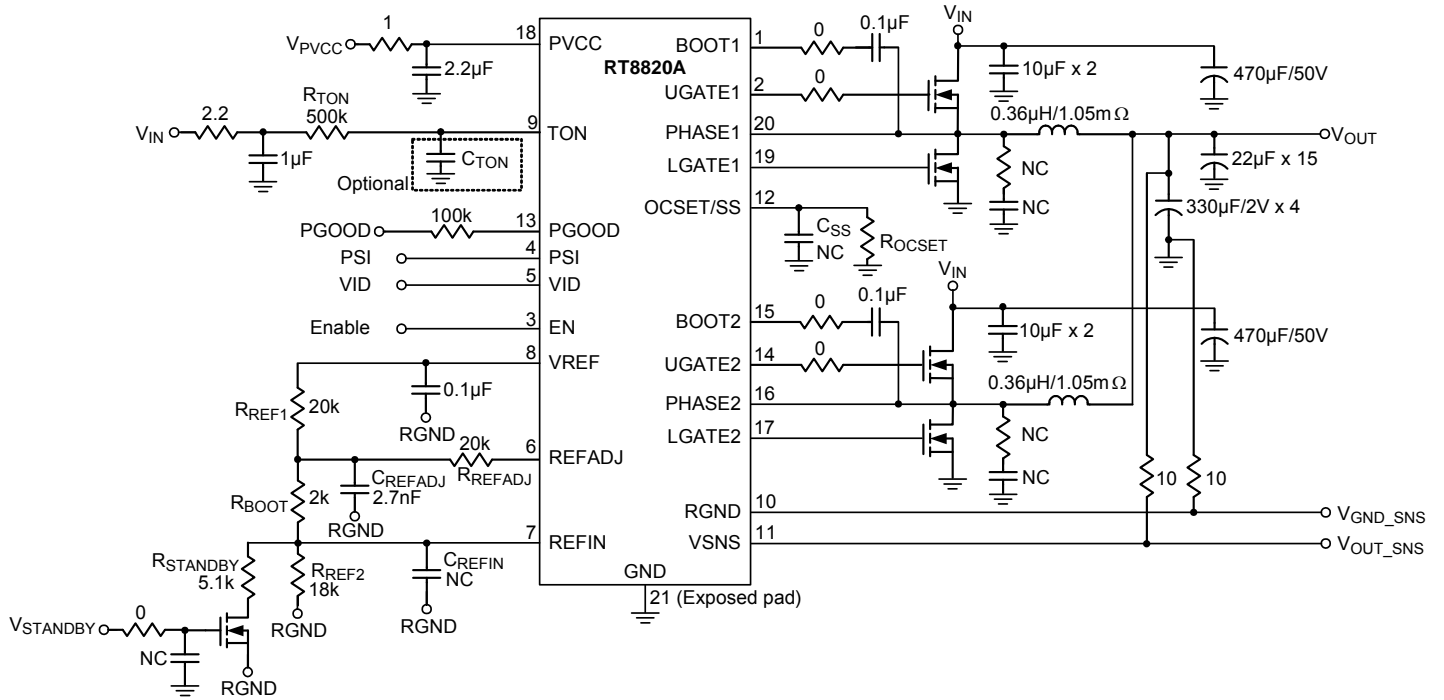 VPVCC
1
18
PVCC
2.2µF
RT8820A
VIN
2.2
RTON
500k
9
TON
1µF
CTON
Optional
PGOOD
100k
13
PGOOD
PSI
4
PSI
VID
5
VID
Enable
3
EN
8
VREF
0.1µF
RGND
RREF1
20k
20k
6
REFADJ
RREFADJ
CREFADJ
2.7nF
RGND
RBOOT
2k
7
REFIN
RSTANDBY
5.1k
RREF2
18k
RGND
CREFIN
NC
RGND
VSTANDBY
0
NC
RGND
GND
21 (Exposed pad)
BOOT1
1
0
0.1µF
VIN
UGATE1
2
0
10µF x 2
470µF/50V
PHASE1
20
0.36µH/1.05mΩ
VOUT
LGATE1
19
NC
NC
22µF x 15
330µF/2V x 4
OCSET/SS
12
CSS
NC
ROCSET
BOOT2
15
0
0.1µF
VIN
UGATE2
14
0
10µF x 2
470µF/50V
PHASE2
16
0.36µH/1.05mΩ
LGATE2
17
NC
NC
10
10
RGND
10
VGND_SNS
VSNS
11
VOUT_SNS